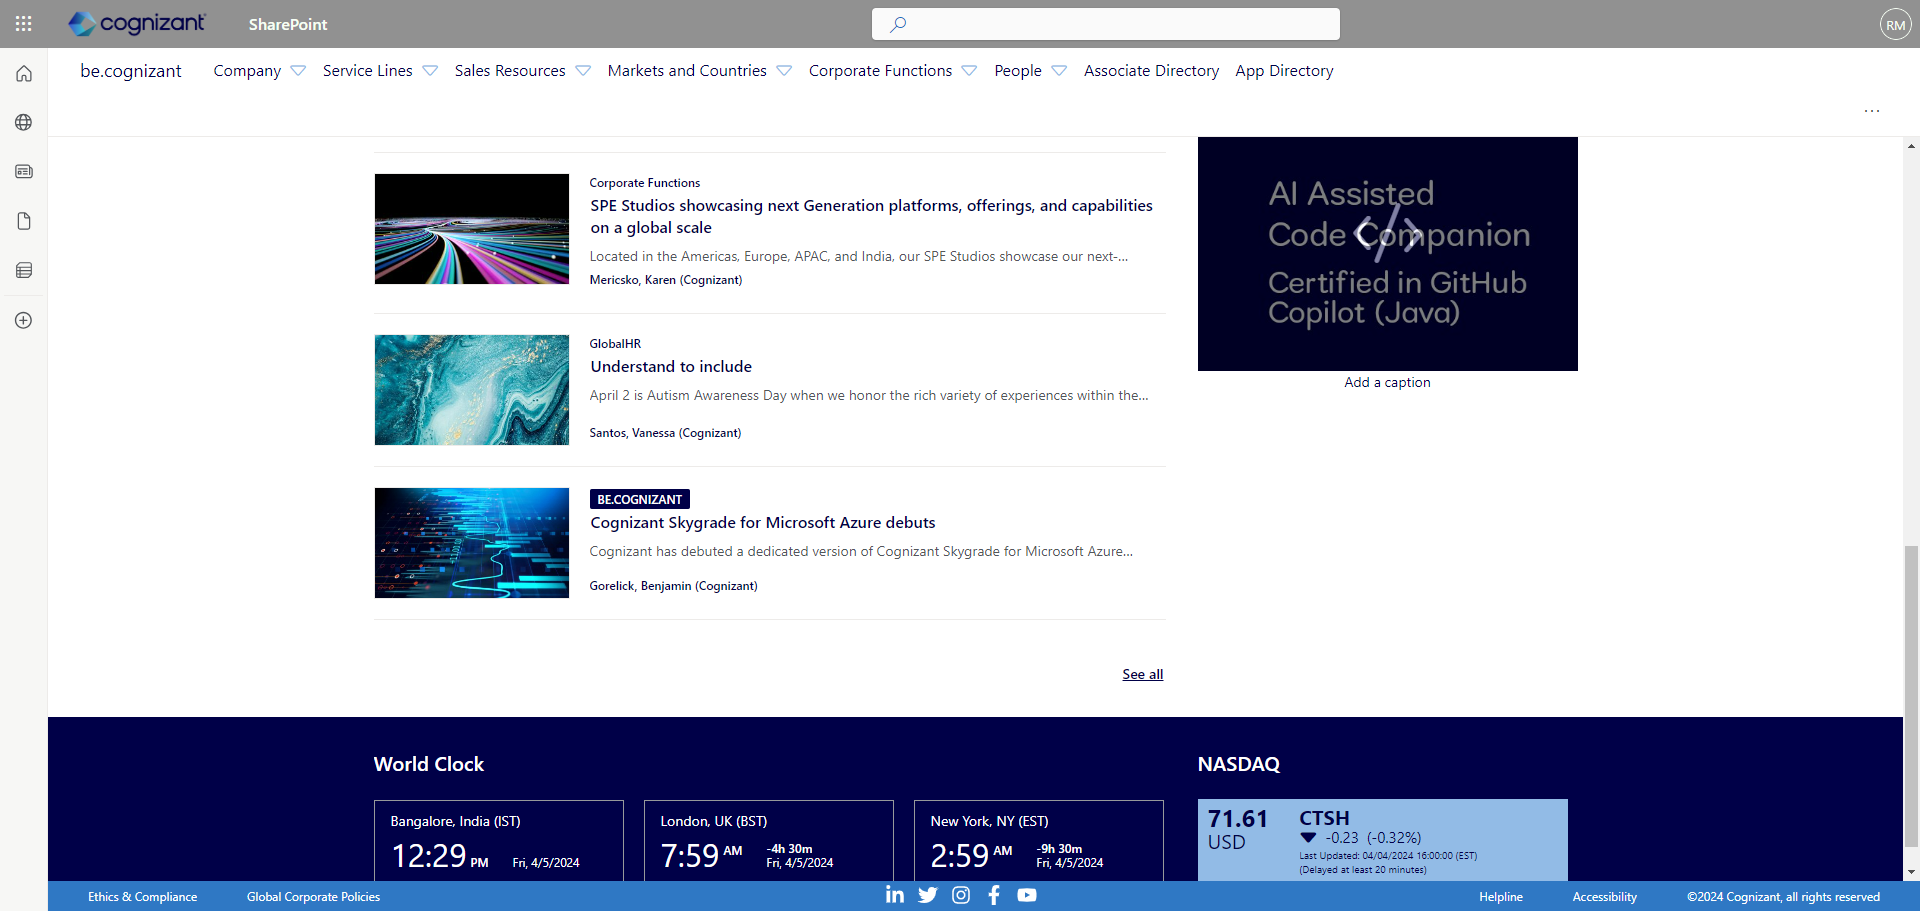 cognizant
SharePoint
RM
be.cognizant
Company
Service Lines
Sales Resources
Markets and Countries
Corporate Functions
People
Associate Directory
App Directory
...
Corporate Functions
SPE Studios showcasing next Generation platforms, offerings, and capabilities
on a global scale
Located in the Americas, Europe, APAC, and India, our SPE Studios showcase our next-...
Mericsko, Karen (Cognizant)
GlobalHR
Understand to include
April 2 is Autism Awareness Day when we honor the rich variety of experiences within the...
Santos, Vanessa (Cognizant)
BE.COGNIZANT
Cognizant Skygrade for Microsoft Azure debuts
Cognizant has debuted a dedicated version of Cognizant Skygrade for Microsoft Azure...
Gorelick, Benjamin (Cognizant)
See all
AI Assisted
Code Companion
Certified in GitHub
Copilot (Java)
Add a caption
World Clock
Bangalore, India (IST)
12:29 PM Fri, 4/5/2024
London, UK (BST)
7:59 AM -4h 30m
Fri, 4/5/2024
New York, NY (EST)
2:59 AM -9h 30m
Fri, 4/5/2024
NASDAQ
71.61
USD
CTSH
-0.23 (-0.32%)
Last Updated: 04/04/2024 16:00:00 (EST)
(Delayed at least 20 minutes)
Ethics & Compliance
Global Corporate Policies
Helpline
Accessibility
©2024 Cognizant, all rights reserved